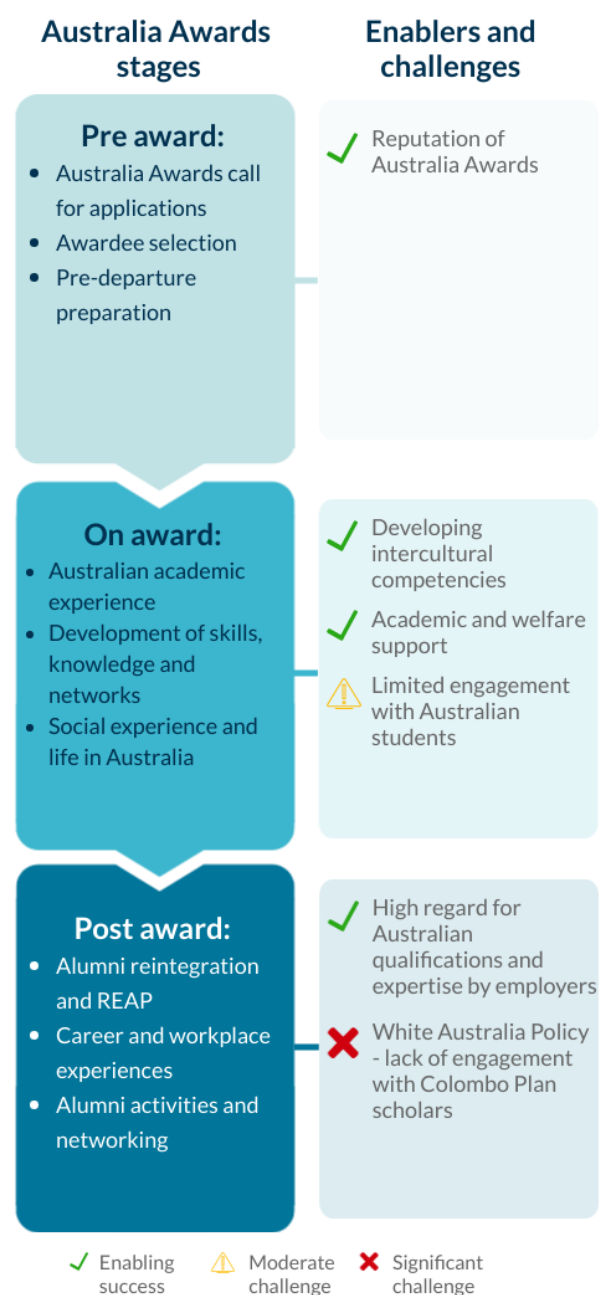 Australia Awards
stages
Enablers and
challenges
Pre award:
• Australia Awards call
for applications
• Awardee selection
• Pre-departure
preparation
Reputation of
Australia Awards
On award:
• Australian academic
experience
• Development of skills,
knowledge and
networks
• Social experience and
life in Australia
Developing
intercultural
competencies
Academic and welfare
support
Limited engagement
with Australian
students
Post award:
• Alumni reintegration
and REAP
• Career and workplace
experiences
• Alumni activities and
networking
High regard for
Australian
qualifications and
expertise by employers
White Australia Policy
- lack of engagement
with Colombo Plan
scholars
Enabling
success
Moderate
challenge
Significant
challenge